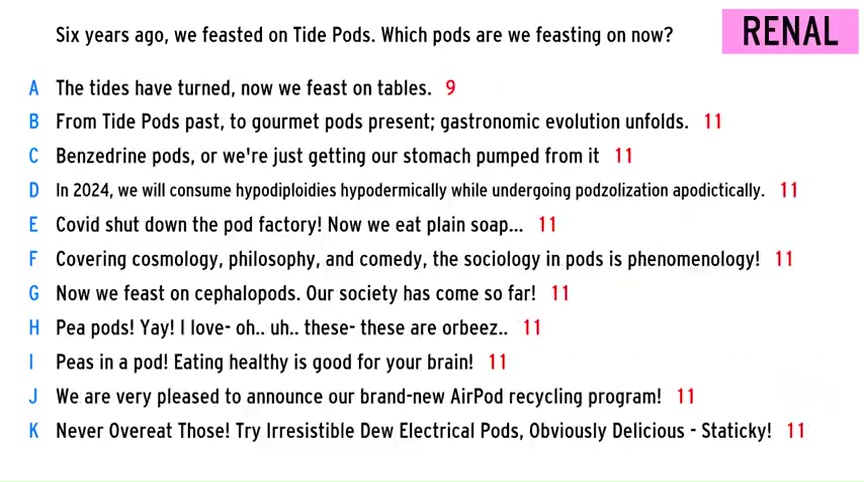 Six years ago, we feasted on Tide Pods. Which pods are we feasting on now?
RENAL
A The tides have turned, now we feast on tables. 9
B From Tide Pods past, to gourmet pods present; gastronomic evolution unfolds. 11
C Benzedrine pods, or we're just getting our stomach pumped from it 11
D In 2024, we will consume hypodiploidies hypodermically while undergoing podzolization apodictically. 11
E Covid shut down the pod factory! Now we eat plain soap... 11
F Covering cosmology, philosophy, and comedy, the sociology in pods is phenomenology! 11
G Now we feast on cephalopods. Our society has come so far! 11
H Pea pods! Yay! I love- oh.. uh.. these- these are orbeez.. 11
I Peas in a pod! Eating healthy is good for your brain! 11
J We are very pleased to announce our brand-new AirPod recycling program! 11
K Never Overeat Those! Try Irresistible Dew Electrical Pods, Obviously Delicious - Staticky! 11